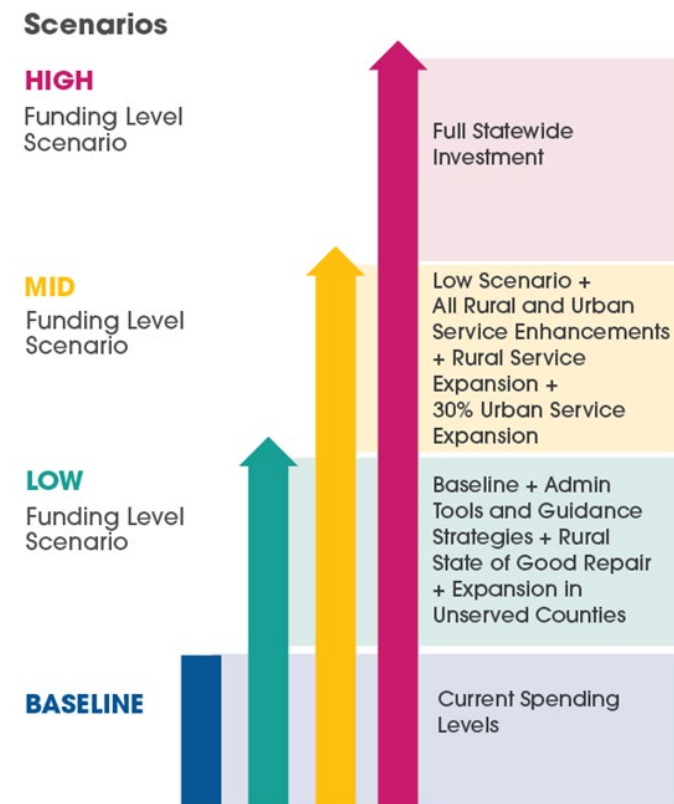 Scenarios
HIGH
Funding Level
Scenario
Full Statewide
Investment
MID
Funding Level
Scenario
Low Scenario +
All Rural and Urban
Service Enhancements
+ Rural Service
Expansion +
30% Urban Service
Expansion
LOW
Funding Level
Scenario
Baseline + Admin
Tools and Guidance
Strategies + Rural
State of Good Repair
+ Expansion in
Unserved Counties
BASELINE
Current Spending
Levels